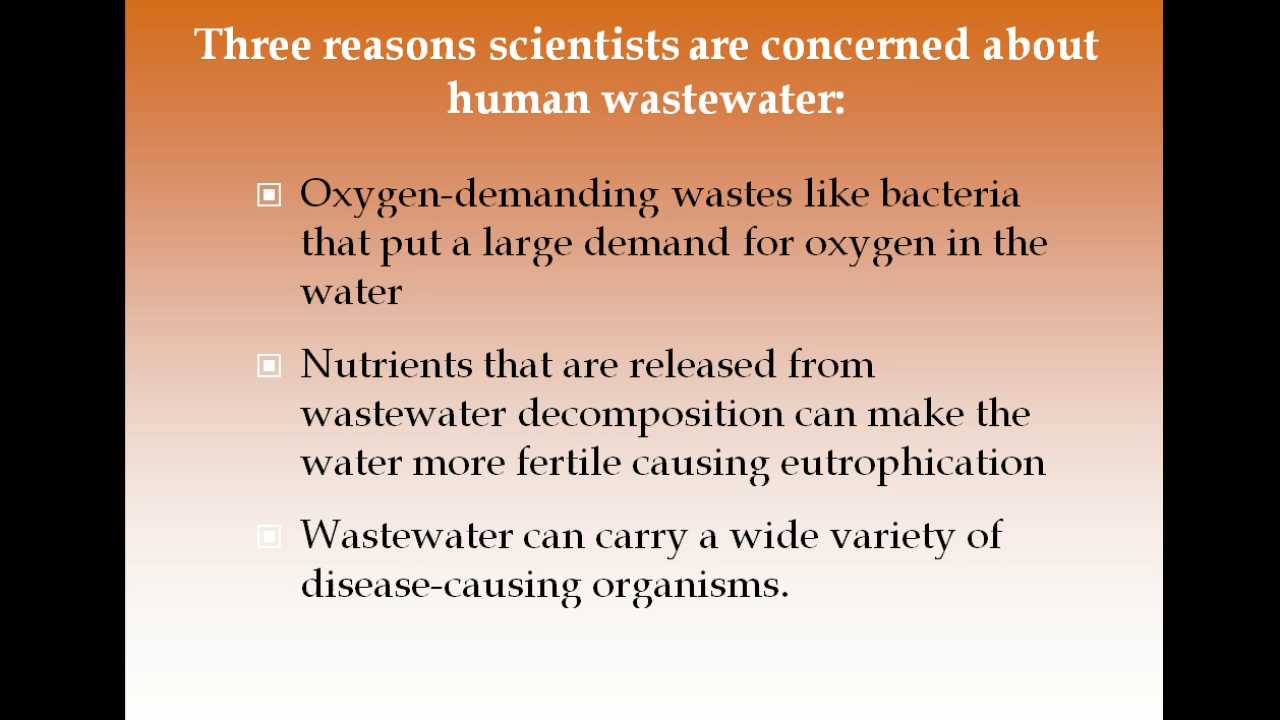 Three reasons scientists are concerned about
human wastewater:
Oxygen-demanding wastes like bacteria
that put a large demand for oxygen in the
water
Nutrients that are released from
wastewater decomposition can make the
water more fertile causing eutrophication
Wastewater can carry a wide variety of
disease-causing organisms.